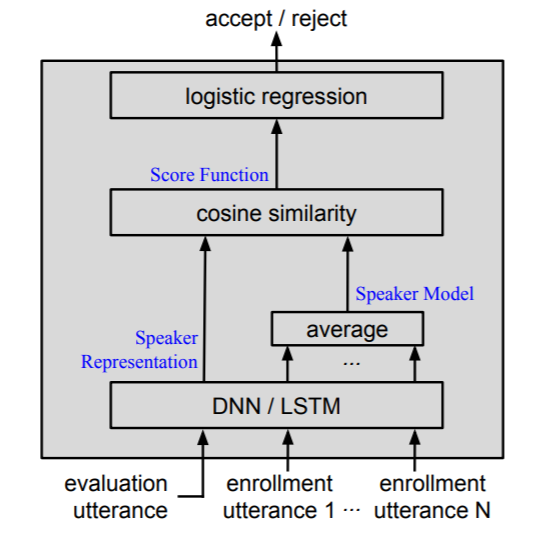 accept / reject
logistic regression
Score Function
cosine similarity
Speaker Model
average
Speaker
Representation
...
DNN / LSTM
evaluation
utterance
enrollment
utterance 1
...
enrollment
utterance N